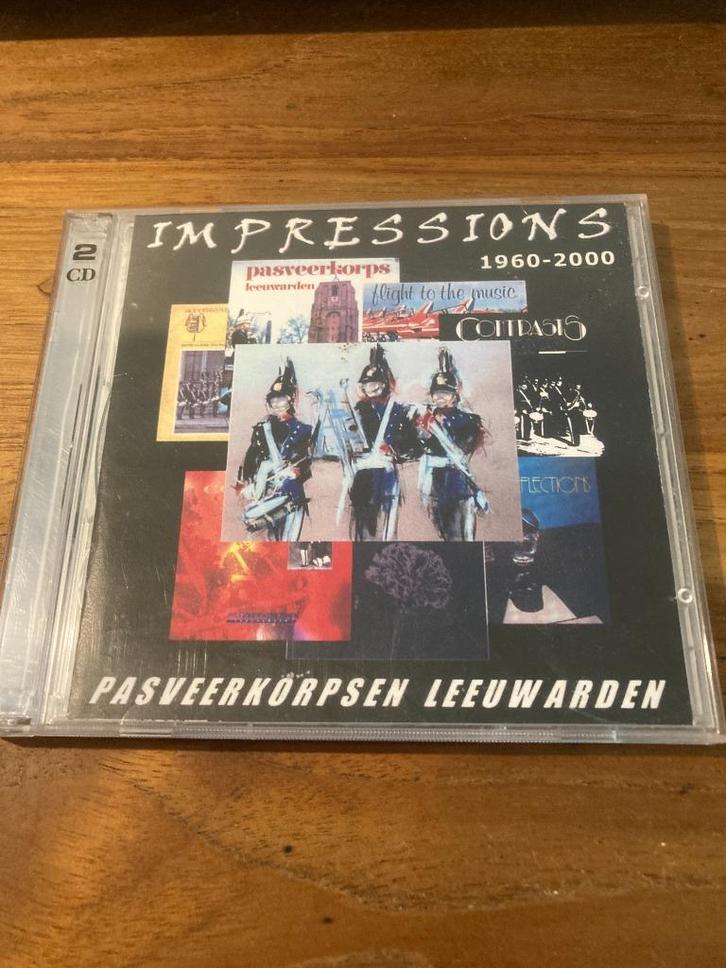 2
CD
IMPRESSIONS
1960-2000
pasveerkorps
leeuwarden
flight to the music
CONTRASTS
FLECTIONS
PASVEERKORPSEN LEEUWARDEN